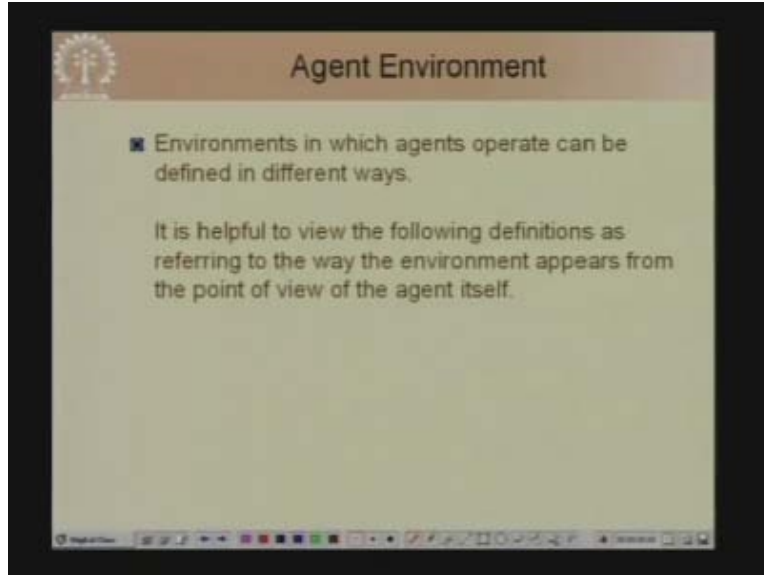 Agent Environment
Environments in which agents operate can be
defined in different ways.
It is helpful to view the following definitions as
referring to the way the environment appears from
the point of view of the agent itself.